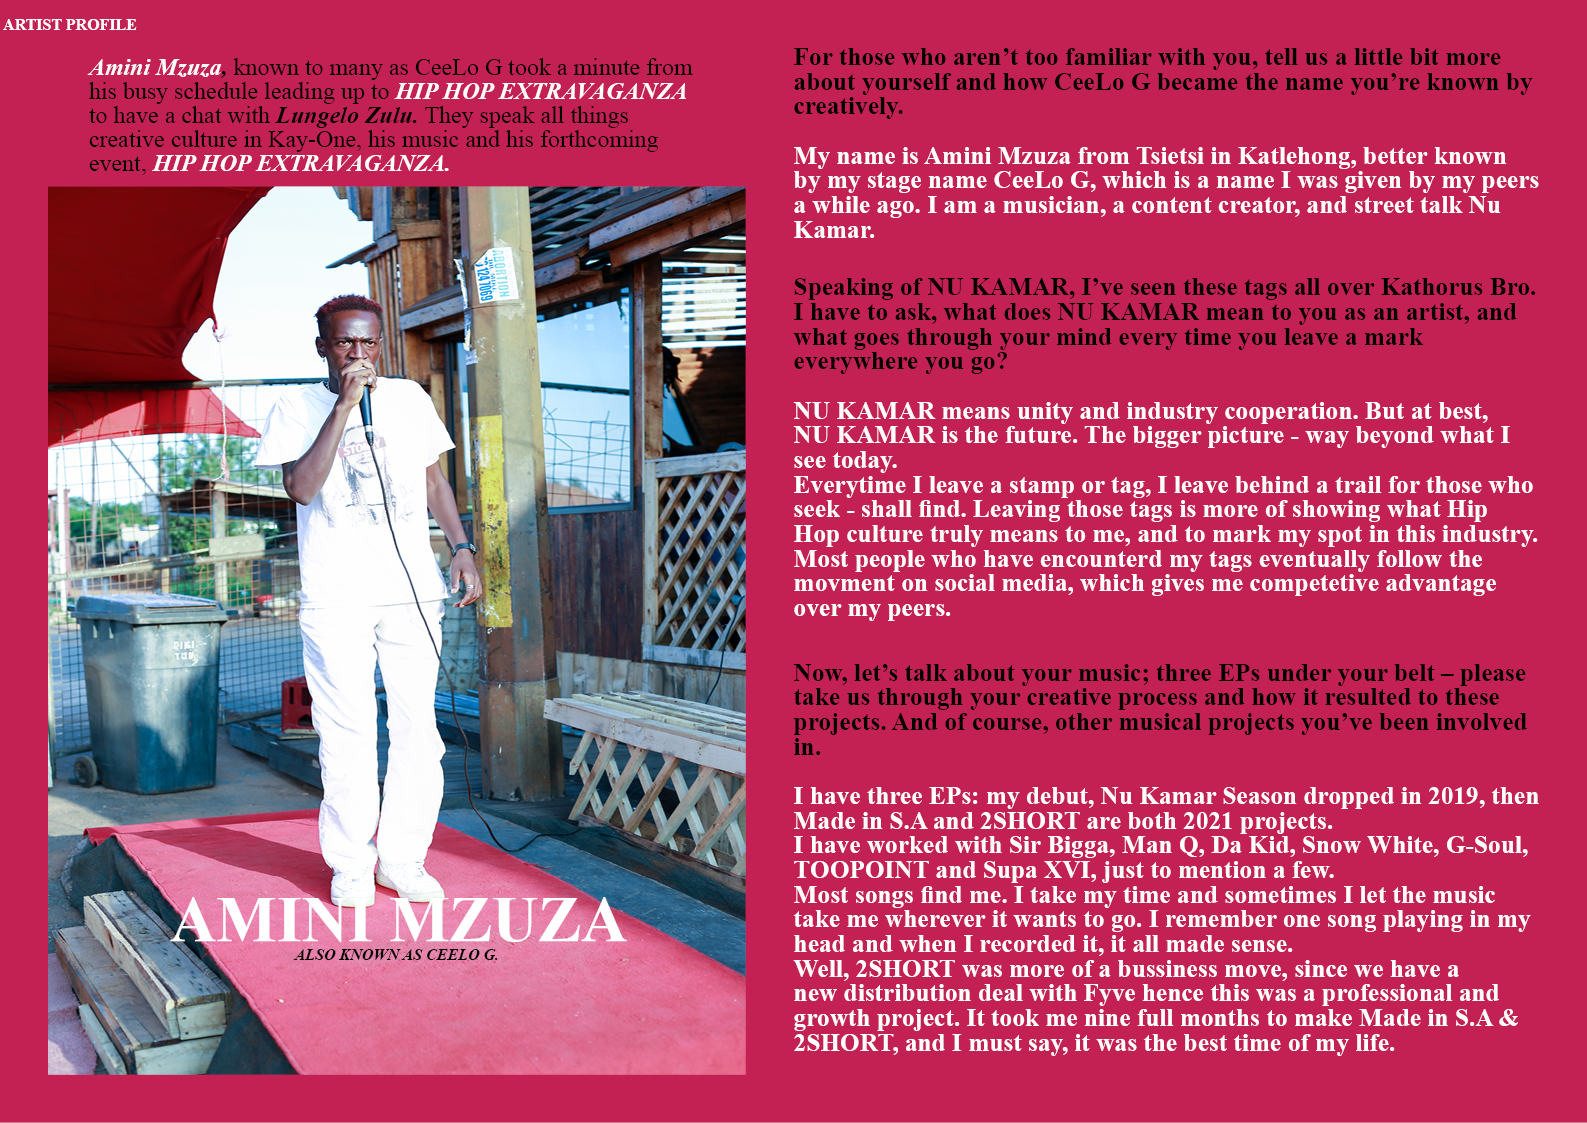 ARTIST PROFILE
Amini Mzuza, known to many as CeeLo G took a minute from
his busy schedule leading up to HIP HOP EXTRAVAGANZA
to have a chat with Lungelo Zulu. They speak all things
creative culture in Kay-One, his music and his forthcoming
event, HIP HOP EXTRAVAGANZA.
ABORTION
1247669
STONEY
DIKI
TUB
AMINI MZUZA
ALSO KNOWN AS CEELO G.
For those who aren’t too familiar with you, tell us a little bit more
about yourself and how CeeLo G became the name you’re known by
creatively.
My name is Amini Mzuza from Tsietsi in Katlehong, better known
by my stage name CeeLo G, which is a name I was given by my peers
a while ago. I am a musician, a content creator, and street talk Nu
Kamar.
Speaking of NU KAMAR, I’ve seen these tags all over Kathorus Bro.
I have to ask, what does NU KAMAR mean to you as an artist, and
what goes through your mind every time you leave a mark
everywhere you go?
NU KAMAR means unity and industry cooperation. But at best,
NU KAMAR is the future. The bigger picture - way beyond what I
see today.
Everytime I leave a stamp or tag, I leave behind a trail for those who
seek - shall find. Leaving those tags is more of showing what Hip
Hop culture truly means to me, and to mark my spot in this industry.
Most people who have encounterd my tags eventually follow the
movment on social media, which gives me competetive advantage
over my peers.
Now, let’s talk about your music; three EPs under your belt – please
take us through your creative process and how it resulted to these
projects. And of course, other musical projects you’ve been involved
in.
I have three EPs: my debut, Nu Kamar Season dropped in 2019, then
Made in S.A and 2SHORT are both 2021 projects.
I have worked with Sir Bigga, Man Q, Da Kid, Snow White, G-Soul,
TOOPOINT and Supa XVI, just to mention a few.
Most songs find me. I take my time and sometimes I let the music
take me wherever it wants to go. I remember one song playing in my
head and when I recorded it, it all made sense.
Well, 2SHORT was more of a bussiness move, since we have a
new distribution deal with Fyve hence this was a professional and
growth project. It took me nine full months to make Made in S.A &
2SHORT, and I must say, it was the best time of my life.